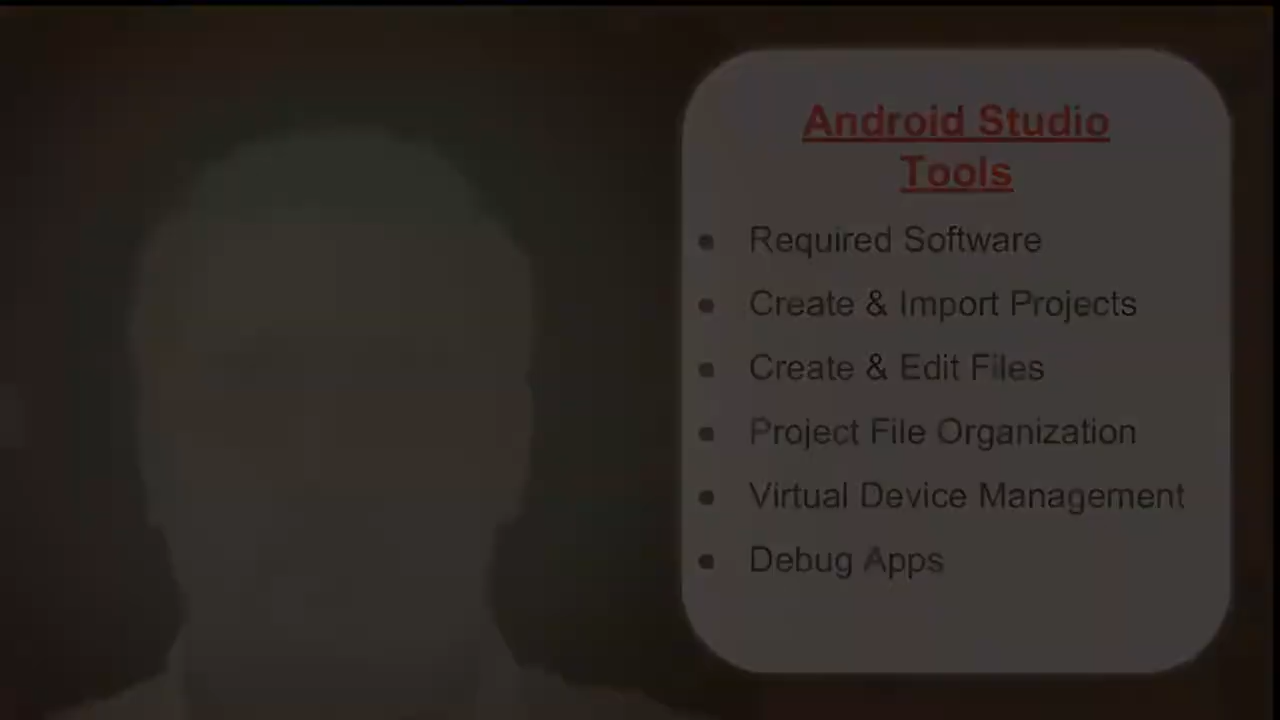 Android Studio
Tools
● Required Software
● Create & Import Projects
● Create & Edit Files
● Project File Organization
● Virtual Device Management
● Debug Apps